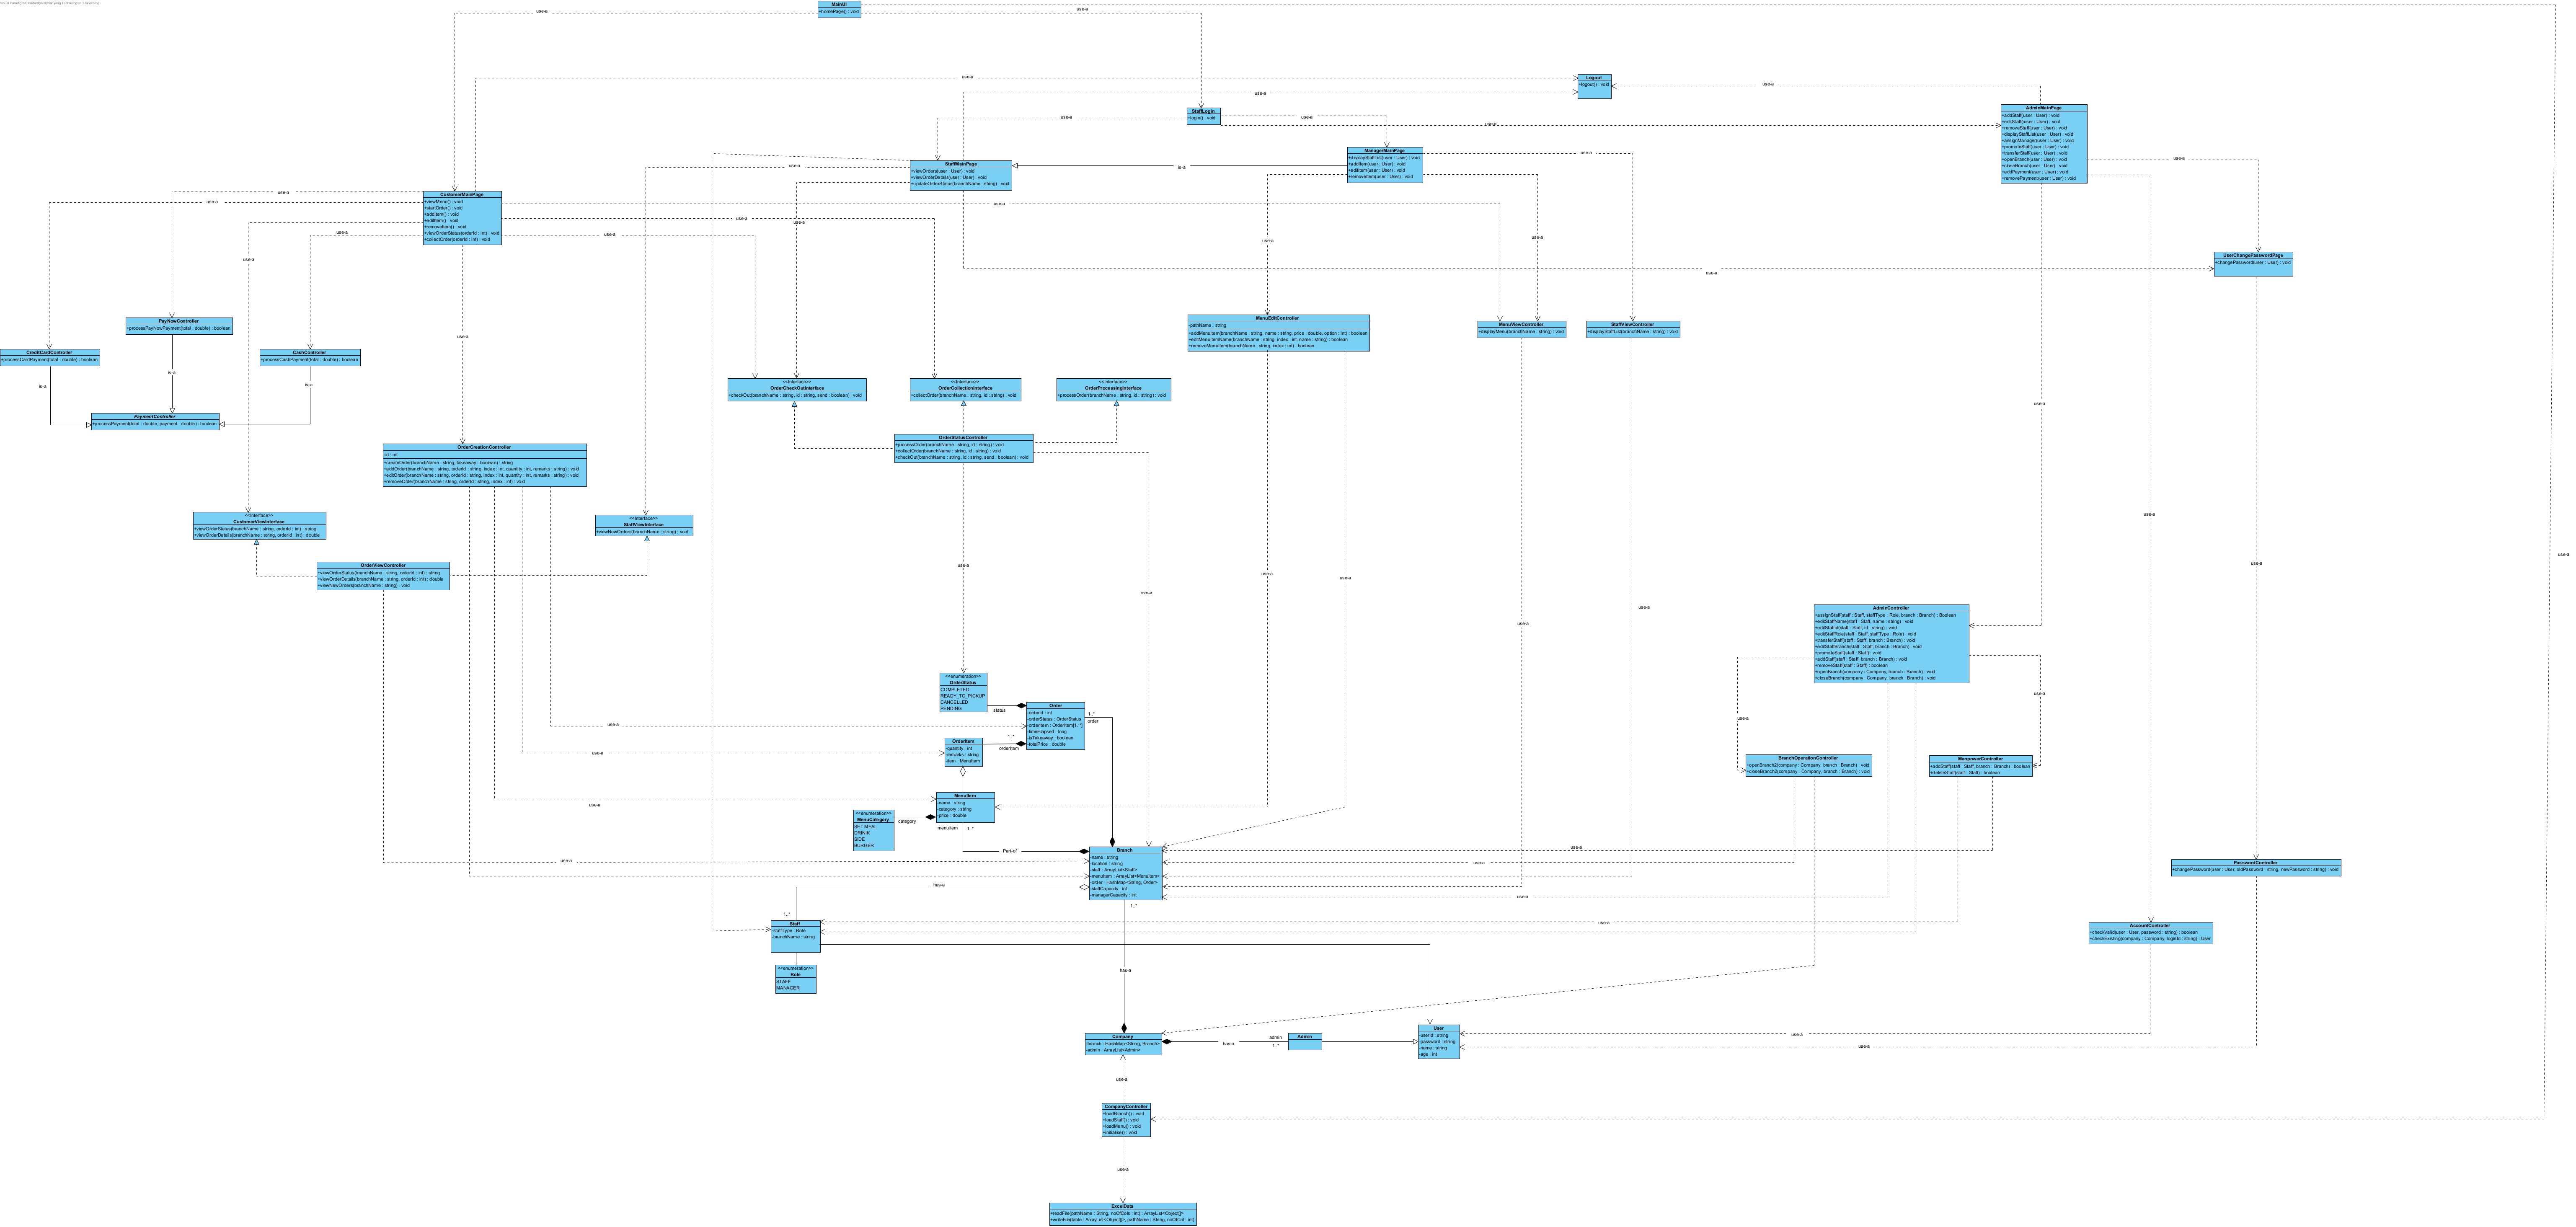 MainUI
+homePage() : void
use-a
use-a
use-a
Logout
+logout() : void
use-a
use-a
StaffLogin
+login() : void
use-a
use-a
use-a
AdminMainPage
+addStaff(user : User) : void
+editStaff(user : User) : void
+removeStaff(user : User) : void
+displayStaffList(user : User) : void
+assignManager(user : User) : void
+promoteStaff(user : User) : void
+transferStaff(user : User) : void
+openBranch(user : User) : void
+closeBranch(user : User) : void
+addPayment(user : User) : void
+removePayment(user : User) : void
use-a
ManagerMainPage
+displayStaffList(user : User) : void
+addItem(user : User) : void
+editItem(user : User) : void
+removeItem(user : User) : void
use-a
is-a
StaffMainPage
+viewOrders(user : User) : void
+viewOrderDetails(user : User) : void
+updateOrderStatus(branchName : string) : void
use-a
use-a
CustomerMainPage
+viewMenu() : void
+startOrder() : void
+addItem() : void
+editItem() : void
+removeItem() : void
+viewOrderStatus(orderId : int) : void
+collectOrder(orderId : int) : void
use-a
use-a
use-a
use-a
use-a
use-a
use-a
use-a
use-a
use-a
use-a
UserChangePasswordPage
+changePassword(user : User) : void
PayNowController
+processPayNowPayment(total : double) : boolean
CreditCardController
+processCardPayment(total : double) : boolean
CashController
+processCashPayment(total : double) : boolean
is-a
is-a
is-a
PaymentController
+processPayment(total : double, payment : double) : boolean
use-a
MenuEditController
-pathName : string
+addMenuItem(branchName : string, name : string, price : double, option : int) : boolean
+editMenuItemName(branchName : string, index : int, name : string) : boolean
+removeMenuItem(branchName : string, index : int) : boolean
MenuViewController
+displayMenu(branchName : string) : void
StaffViewController
+displayStaffList(branchName : string) : void
<<Interface>>
OrderCheckOutInterface
+checkOut(branchName : string, id : string, send : boolean) : void
<<Interface>>
OrderCollectionInterface
+collectOrder(branchName : string, id : string) : void
<<Interface>>
OrderProcessingInterface
+processOrder(branchName : string, id : string) : void
use-a
OrderStatusController
+processOrder(branchName : string, id : string) : void
+collectOrder(branchName : string, id : string) : void
+checkOut(branchName : string, id : string, send : boolean) : void
OrderCreationController
-id : int
+createOrder(branchName : string, takeaway : boolean) : string
+addOrder(branchName : string, orderId : string, index : int, quantity : int, remarks : string) : void
+editOrder(branchName : string, orderId : string, index : int, quantity : int, remarks : string) : void
+removeOrder(branchName : string, orderId : string, index : int) : void
<<Interface>>
CustomerViewInterface
+viewOrderStatus(branchName : string, orderId : int) : string
+viewOrderDetails(branchName : string, orderId : int) : double
<<Interface>>
StaffViewInterface
+viewNewOrders(branchName : string) : void
use-a
use-a
OrderViewController
+viewOrderStatus(branchName : string, orderId : int) : string
+viewOrderDetails(branchName : string, orderId : int) : double
+viewNewOrders(branchName : string) : void
use-a
use-a
use-a
use-a
use-a
use-a
use-a
AdminController
+assignStaff(staff : Staff, staffType : Role, branch : Branch) : Boolean
+editStaffName(staff : Staff, name : string) : void
+editStaffId(staff : Staff, id : string) : void
+editStaffRole(staff : Staff, staffType : Role) : void
+transferStaff(staff : Staff, branch : Branch) : void
+editStaffBranch(staff : Staff, branch : Branch) : void
+promoteStaff(staff : Staff) : void
+addStaff(staff : Staff, branch : Branch) : void
+removeStaff(staff : Staff) : boolean
+openBranch(company : Company, branch : Branch) : void
+closeBranch(company : Company, branch : Branch) : void
<<enumeration>>
OrderStatus
COMPLETED
READY_TO_PICKUP
CANCELLED
PENDING
status
Order
-orderId : int
-orderStatus : OrderStatus
-orderItem : OrderItem[1..*]
-timeElapsed : long
-isTakeaway : boolean
-totalPrice : double
1..*
order
use-a
use-a
use-a
OrderItem
-quantity : int
-remarks : string
-item : MenuItem
1..*
orderItem
use-a
BranchOperationController
+openBranch2(company : Company, branch : Branch) : void
+closeBranch2(company : Company, branch : Branch) : void
ManpowerController
+addStaff(staff : Staff, branch : Branch) : boolean
+deleteStaff(staff : Staff) : boolean
MenuItem
-name : string
-category : string
-price : double
use-a
<<enumeration>>
MenuCategory
SET MEAL
DRINIK
SIDE
BURGER
category
menuItem
1..*
Part-of
Branch
-name : string
-location : string
-staff : ArrayList<Staff>
-menuItem : ArrayList<MenuItem>
-order : HashMap<String, Order>
-staffCapacity : int
-managerCapacity : int
1..*
use-a
use-a
use-a
use-a
use-a
has-a
1..*
PasswordController
+changePassword(user : User, oldPassword : string, newPassword : string) : void
Staff
-staffType : Role
-branchName : string
AccountController
+checkValid(user : User, password : string) : boolean
+checkExisting(company : Company, loginId : string) : User
<<enumeration>>
Role
STAFF
MANAGER
has-a
Company
-branch : HashMap<String, Branch>
-admin : ArrayList<Admin>
has-a
admin
1..*
Admin
User
-userId : string
-password : string
-name : string
-age : int
use-a
use-a
use-a
CompanyController
+loadBranch() : void
+loadStaff() : void
+loadMenu() : void
+initialise() : void
use-a
ExcelData
+readFile(pathName : String, noOfCols : int) : ArrayList<Object[]>
+writeFile(table : ArrayList<Object[]>, pathName : String, noOfCol : int)